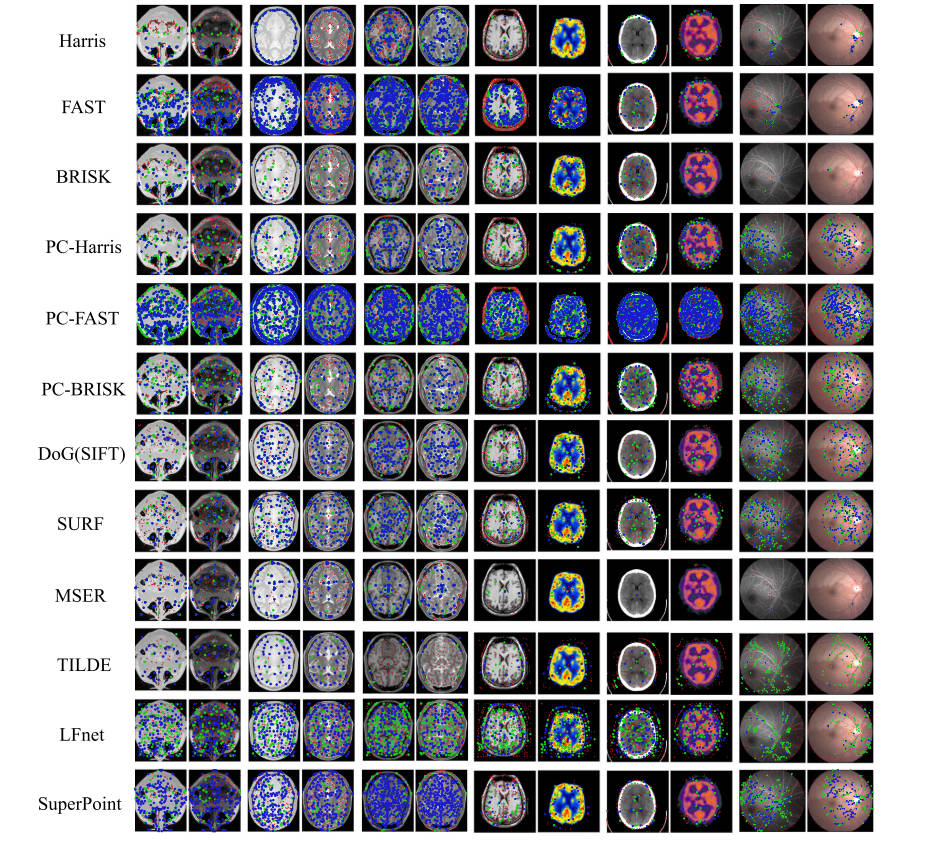 Harris
FAST
BRISK
PC-Harris
PC-FAST
PC-BRISK
DoG(SIFT)
SURF
MSER
TILDE
LFnet
SuperPoint